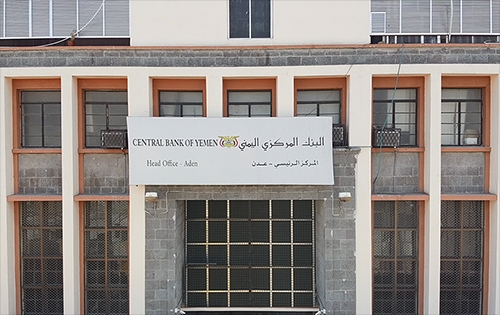 CENTRAL BANK OF YEMEN البنك المركزي اليمني
Head Office - Aden المركز الرئيسي - عدن